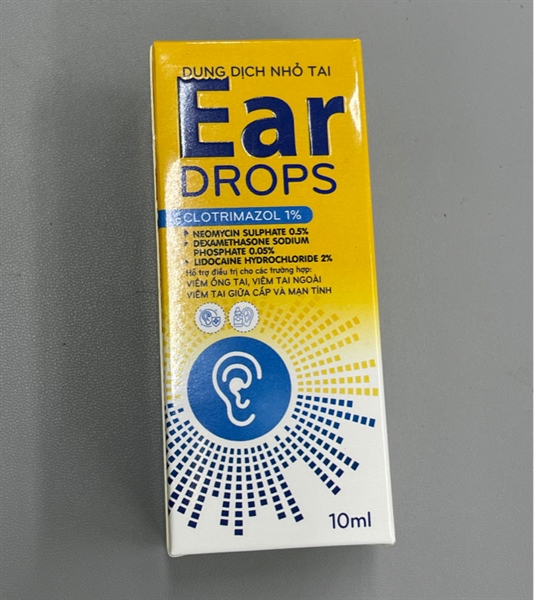 DUNG DỊCH NHỎ TAI
Ear
DROPS
CLOTRIMAZOL 1%
NEOMYCIN SULPHATE 0.5%
DEXAMETHASONE SODIUM
PHOSPHATE 0.05%
LIDOCAINE HYDROCHLORIDE 2%
Hỗ trợ điều trị cho các trường hợp:
VIÊM ỐNG TAI, VIÊM TAI NGOÀI
VIÊM TAI GIỮA CẤP VÀ MẠN TÍNH
10ml